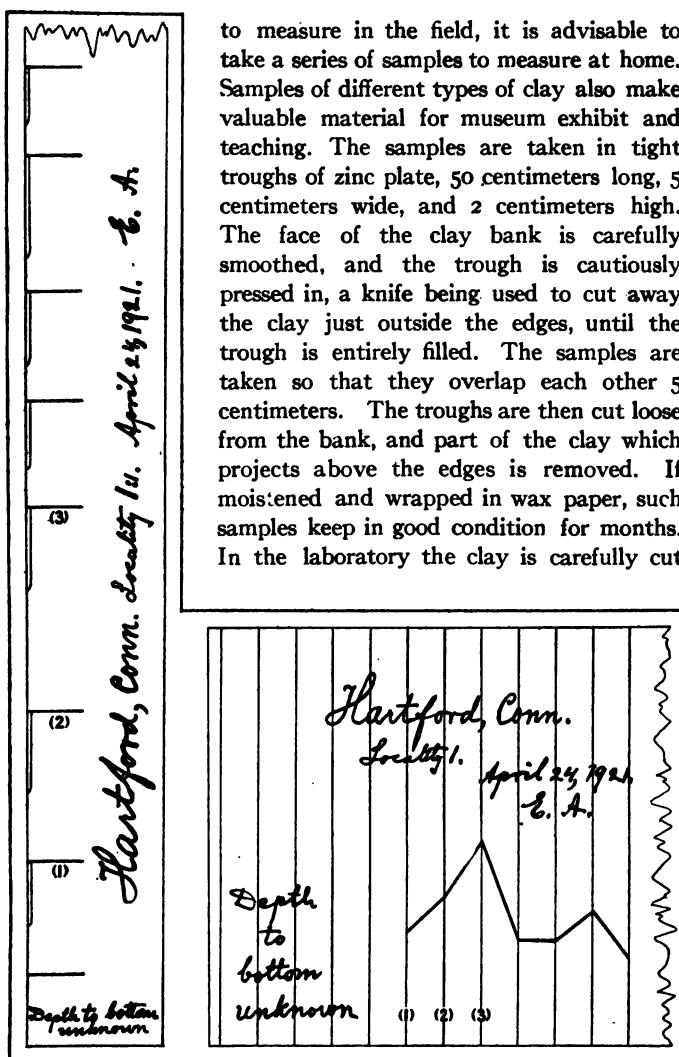 to measure in the field, it is advisable to
take a series of samples to measure at home.
Samples of different types of clay also make
valuable material for museum exhibit and
teaching. The samples are taken in tight
troughs of zinc plate, 50 centimeters long, 5
centimeters wide, and 2 centimeters high.
The face of the clay bank is carefully
smoothed, and the trough is cautiously
pressed in, a knife being used to cut away
the clay just outside the edges, until the
trough is entirely filled. The samples are
taken so that they overlap each other 5
centimeters. The troughs are then cut loose
from the bank, and part of the clay which
projects above the edges is removed. If
moistened and wrapped in wax paper, such
samples keep in good condition for months.
In the laboratory the clay is carefully cut
Hartford, Conn. Locality 1. April 24, 1921. E. A.
(3)
(2)
(1)
Depth to bottom
unknown
Hartford, Conn.
Locality 1.
April 24, 1921.
E. A.
Depth
to
bottom
unknown
(1) (2) (3)